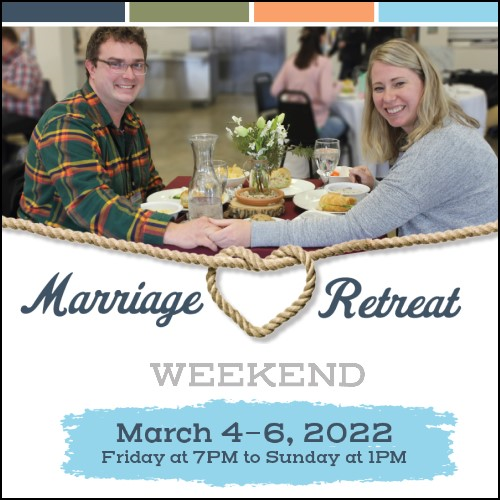 Marriage Retreat
WEEKEND
March 4-6, 2022
Friday at 7PM to Sunday at 1PM